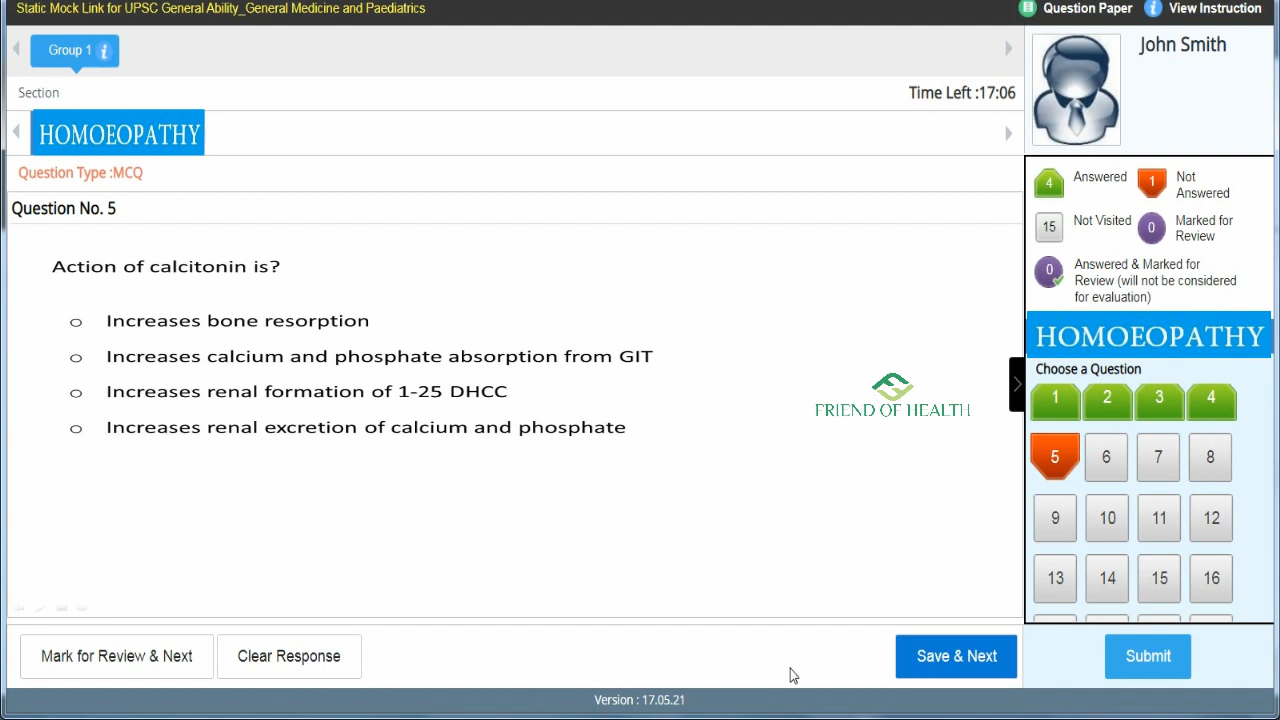 Static Mock Link for UPSC General Ability_General Medicine and Paediatrics
Question Paper
View Instruction
Group 1
John Smith
Section
Time Left :17:06
HOMOEOPATHY
Question Type :MCQ
Question No. 5
Action of calcitonin is?
Increases bone resorption
Increases calcium and phosphate absorption from GIT
Increases renal formation of 1-25 DHCC
Increases renal excretion of calcium and phosphate
FRIEND OF HEALTH
4 Answered
1 Not
Answered
15 Not Visited
0 Marked for
Review
0 Answered & Marked for
Review (will not be considered
for evaluation)
HOMOEOPATHY
Choose a Question
1 2 3 4
5 6 7 8
9 10 11 12
13 14 15 16
Mark for Review & Next
Clear Response
Save & Next
Submit
Version : 17.05.21